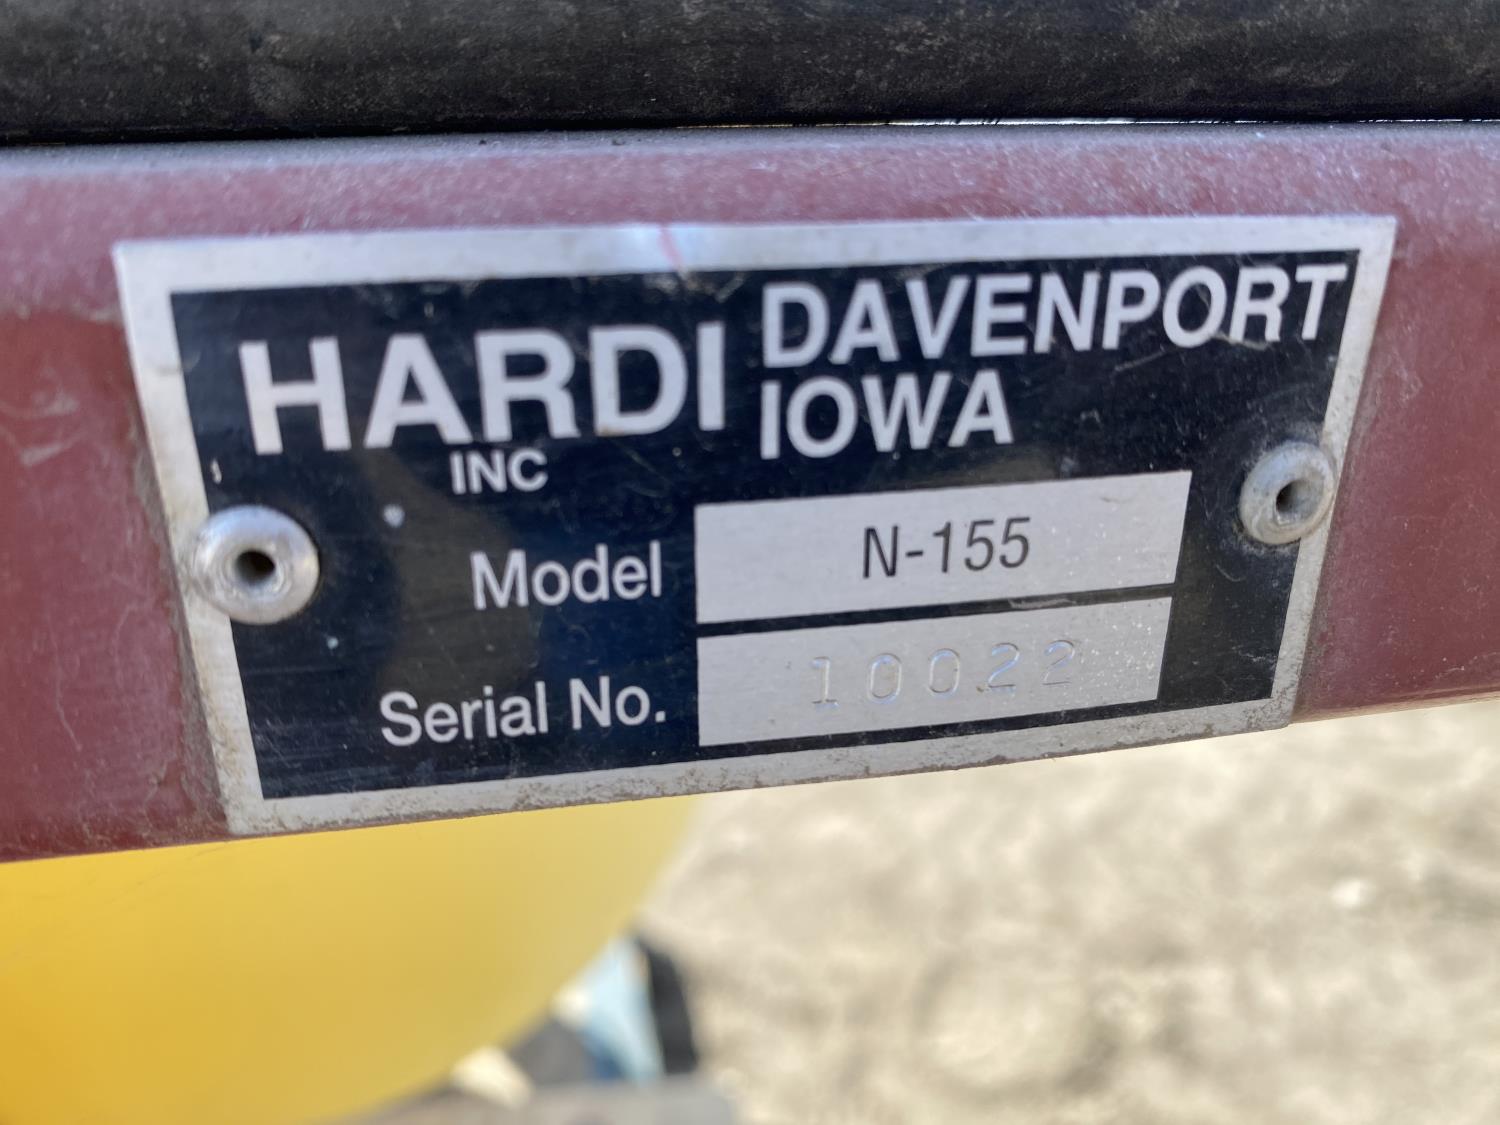 HARDI DAVENPORT
INC IOWA
Model N-155
Serial No. 10022